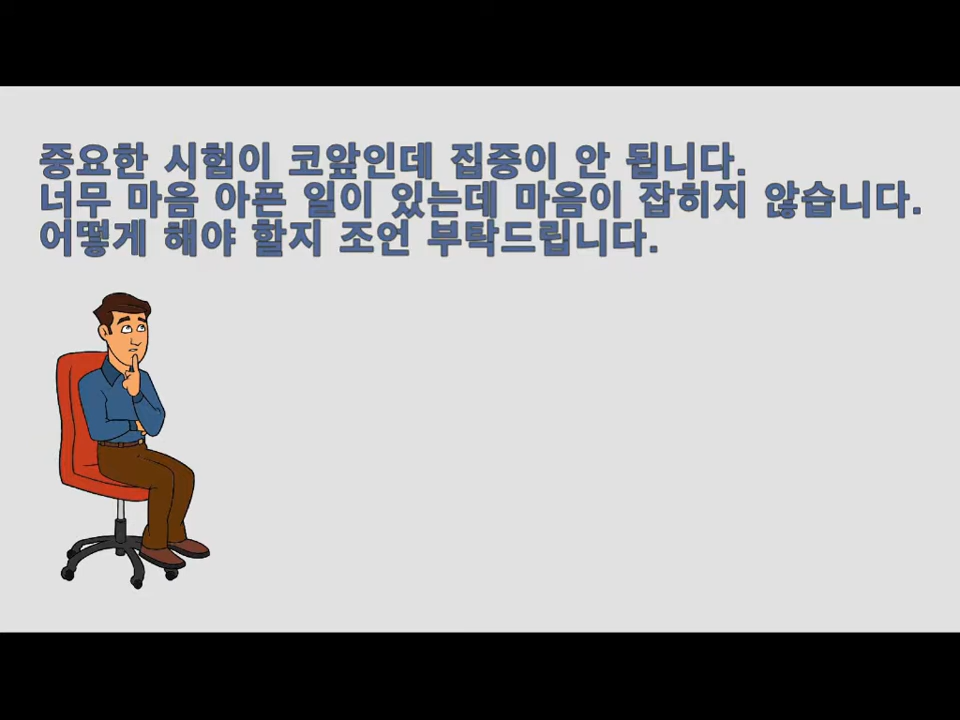 중요한 시험이 코앞인데 집중이 안 됩니다.
너무 마음 아픈 일이 있는데 마음이 잡히지 않습니다.
어떻게 해야 할지 조언 부탁드립니다.